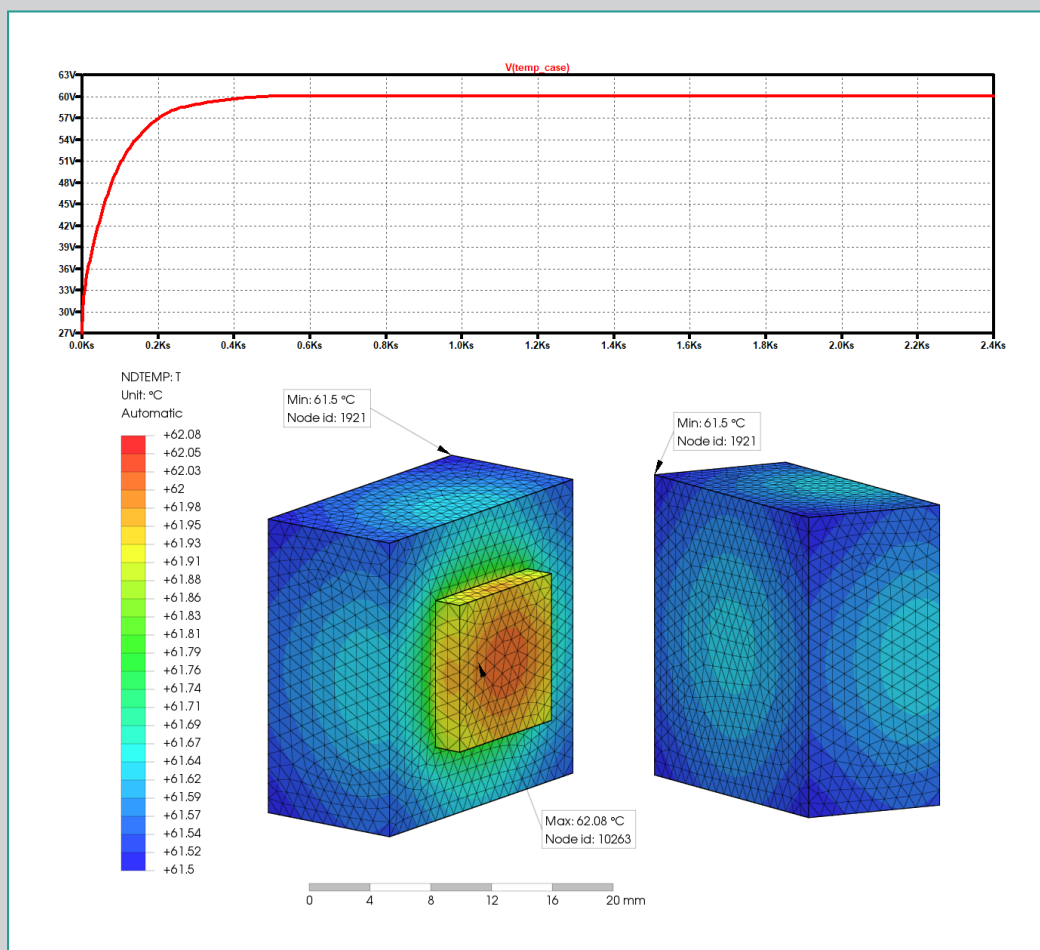 V(temp_case)
63V
60V
57V
54V
51V
48V
45V
42V
39V
36V
33V
30V
27V
0.0Ks 0.2Ks 0.4Ks 0.6Ks 0.8Ks 1.0Ks 1.2Ks 1.4Ks 1.6Ks 1.8Ks 2.0Ks 2.2Ks 2.4Ks
NDTEMP: T
Unit: °C
Automatic
+62.08
+62.05
+62.03
+62
+61.98
+61.95
+61.93
+61.91
+61.88
+61.86
+61.83
+61.81
+61.79
+61.76
+61.74
+61.71
+61.69
+61.67
+61.64
+61.62
+61.59
+61.57
+61.54
+61.52
+61.5
Min: 61.5 °C
Node id: 1921
Min: 61.5 °C
Node id: 1921
Max: 62.08 °C
Node id: 10263
0 4 8 12 16 20 mm